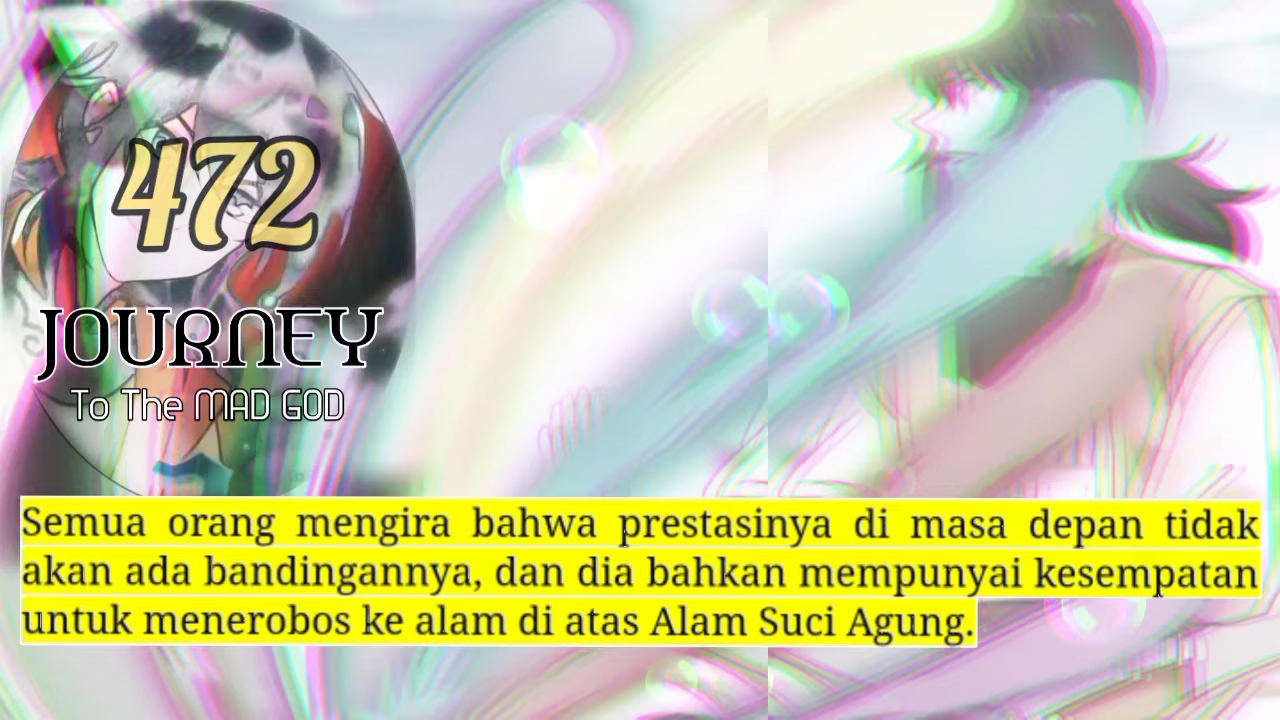 472
JOURNEY
To The MAD GOD
Semua orang mengira bahwa prestasinya di masa depan tidak
akan ada bandingannya, dan dia bahkan mempunyai kesempatan
untuk menerobos ke alam di atas Alam Suci Agung.